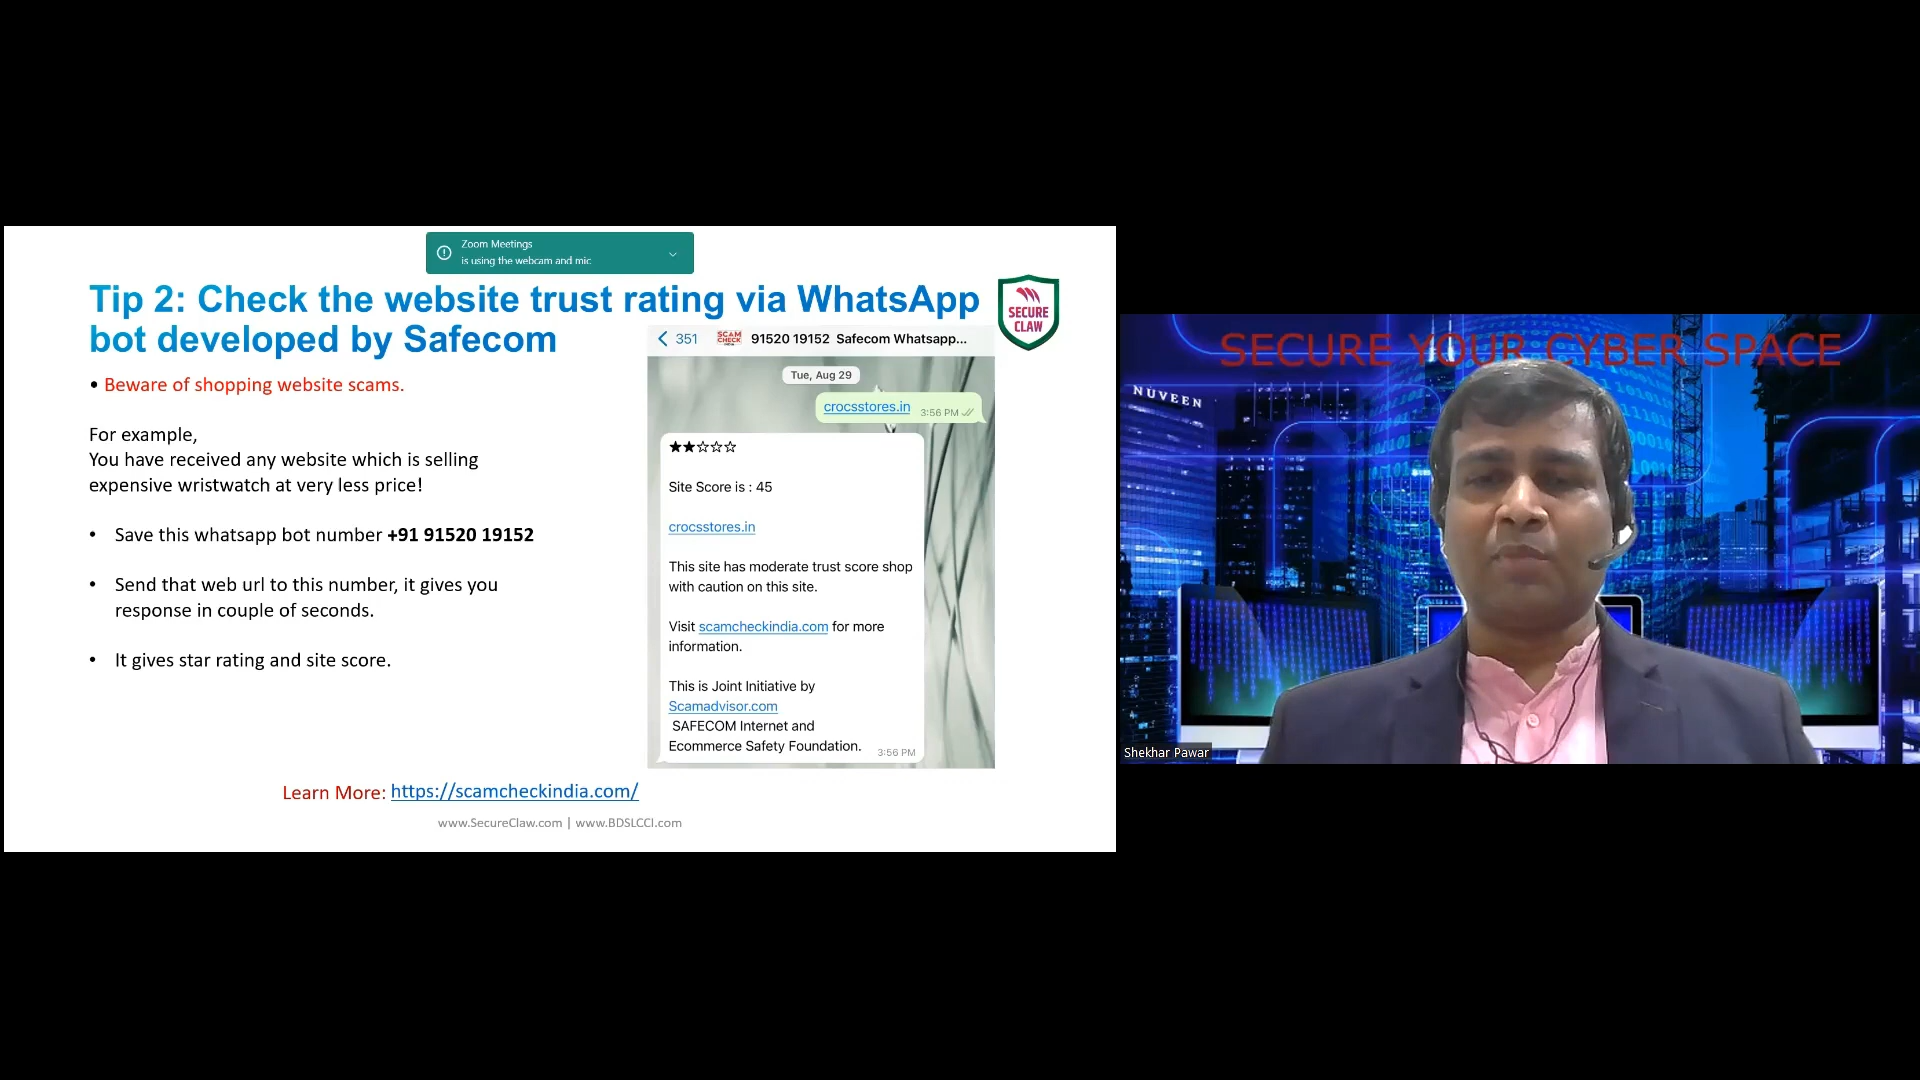 Zoom Meetings
is using the webcam and mic
Tip 2: Check the website trust rating via WhatsApp
bot developed by Safecom
SECURE
CLAW
• Beware of shopping website scams.
For example,
You have received any website which is selling
expensive wristwatch at very less price!
• Save this whatsapp bot number +91 91520 19152
• Send that web url to this number, it gives you
response in couple of seconds.
• It gives star rating and site score.
351 SCAM CHECK 91520 19152 Safecom Whatsapp...
Tue, Aug 29
crocsstores.in 3:56 PM
★★☆☆☆
Site Score is : 45
crocsstores.in
This site has moderate trust score shop
with caution on this site.
Visit scamcheckindia.com for more
information.
This is Joint Initiative by
Scamadvisor.com
SAFECOM Internet and
Ecommerce Safety Foundation. 3:56 PM
Learn More: https://scamcheckindia.com/
www.SecureClaw.com | www.BDSLCCI.com
SECURE YOUR CYBER SPACE
NUVEEN
Shekhar Pawar